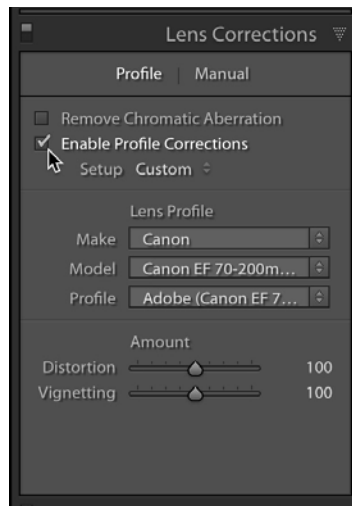 Lens Corrections
Profile | Manual
Remove Chromatic Aberration
Enable Profile Corrections
Setup Custom
Lens Profile
Make Canon
Model Canon EF 70-200m...
Profile Adobe (Canon EF 7...
Amount
Distortion 100
Vignetting 100